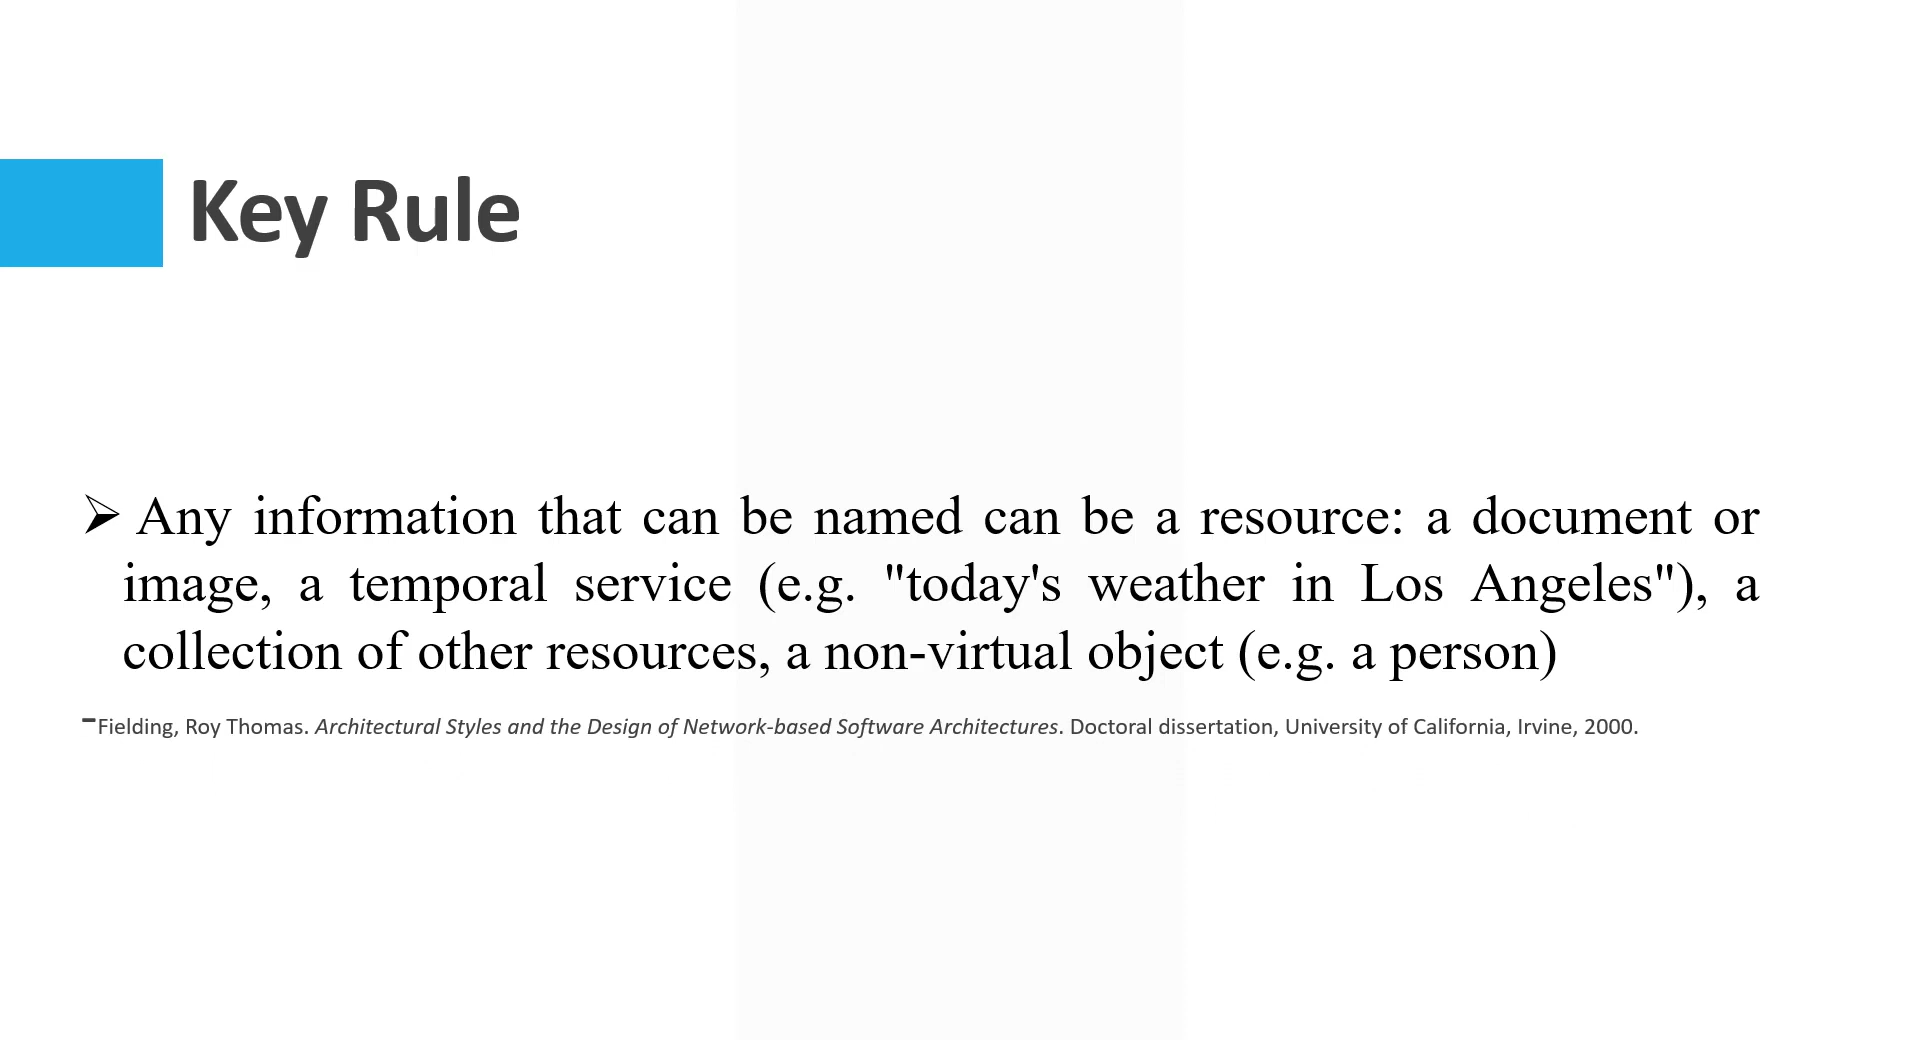 Key Rule
➢ Any information that can be named can be a resource: a document or
image, a temporal service (e.g. "today's weather in Los Angeles"), a
collection of other resources, a non-virtual object (e.g. a person)
-Fielding, Roy Thomas. Architectural Styles and the Design of Network-based Software Architectures. Doctoral dissertation, University of California, Irvine, 2000.